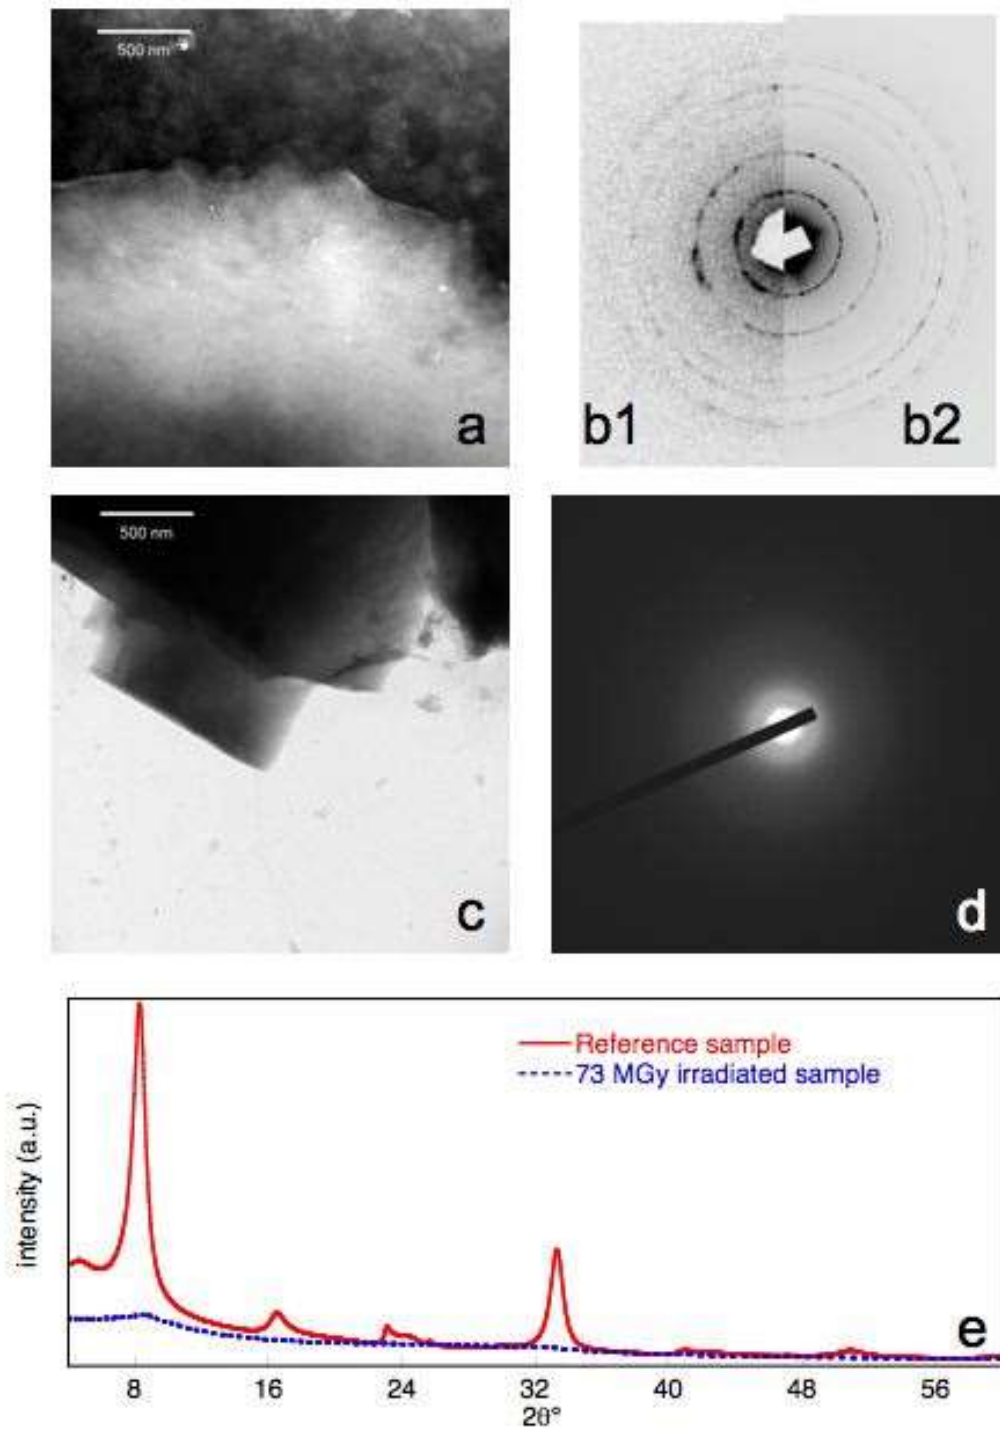 500 nm
a
b1
b2
500 nm
c
d
Reference sample
73 MGy irradiated sample
intensity (a.u.)
e
8 16 24 32 40 48 56
2θ°